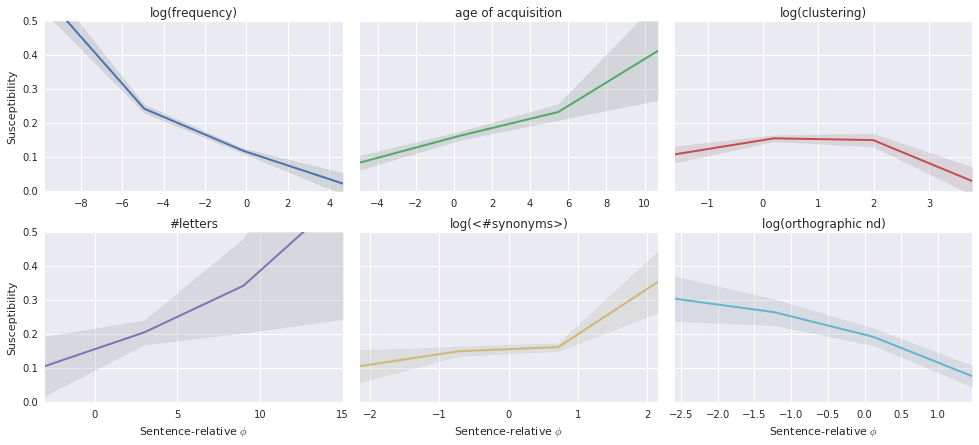 log(frequency) age of acquisition log(clustering)
Susceptibility
0.5
0.4
0.3
0.2
0.1
0.0
−8 −6 −4 −2 0 2 4
−4 −2 0 2 4 6 8 10
−1 0 1 2 3
#letters log(<#synonyms>) log(orthographic nd)
Susceptibility
0.5
0.4
0.3
0.2
0.1
0.0
0 5 10 15
−2 −1 0 1 2
−2.5 −2.0 −1.5 −1.0 −0.5 0.0 0.5 1.0
Sentence-relative ϕ Sentence-relative ϕ Sentence-relative ϕ